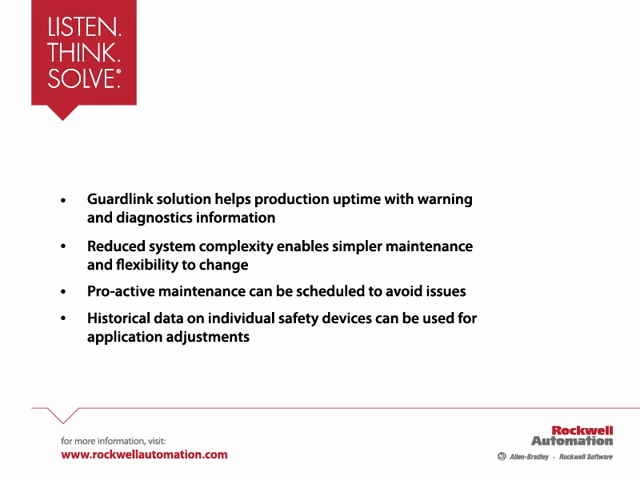 LISTEN.
THINK.
SOLVE.®
• Guardlink solution helps production uptime with warning
and diagnostics information
• Reduced system complexity enables simpler maintenance
and flexibility to change
• Pro-active maintenance can be scheduled to avoid issues
• Historical data on individual safety devices can be used for
application adjustments
for more information, visit:
www.rockwellautomation.com
Rockwell
Automation
Allen-Bradley • Rockwell Software